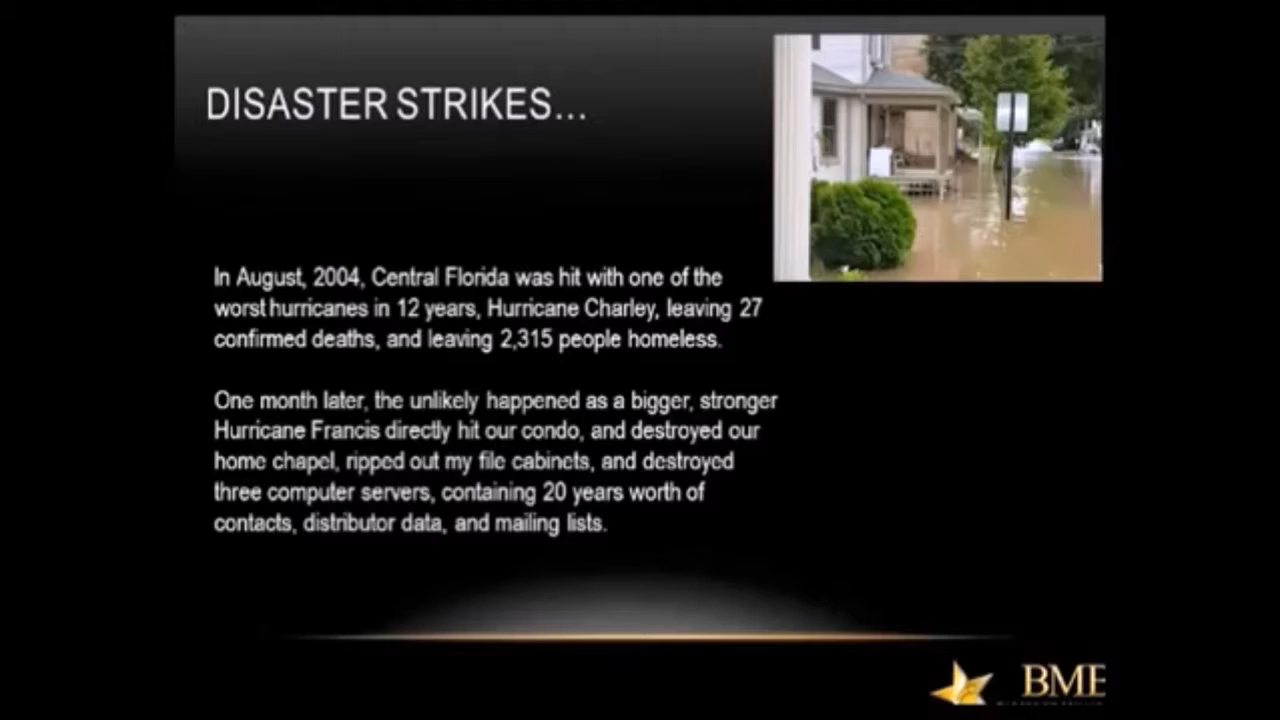 DISASTER STRIKES...
In August, 2004, Central Florida was hit with one of the
worst hurricanes in 12 years, Hurricane Charley, leaving 27
confirmed deaths, and leaving 2,315 people homeless.
One month later, the unlikely happened as a bigger, stronger
Hurricane Francis directly hit our condo, and destroyed our
home chapel, ripped out my file cabinets, and destroyed
three computer servers, containing 20 years worth of
contacts, distributor data, and mailing lists.
BME